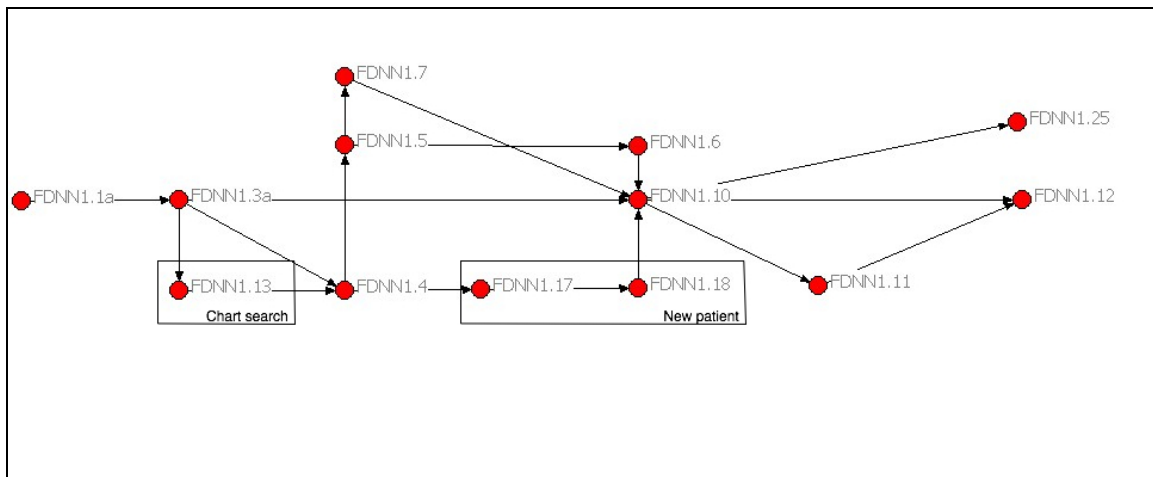 FDNN1.7
FDNN1.25
FDNN1.5
FDNN1.6
FDNN1.1a
FDNN1.3a
FDNN1.10
FDNN1.12
FDNN1.13
FDNN1.4
FDNN1.17
FDNN1.18
FDNN1.11
Chart search
New patient